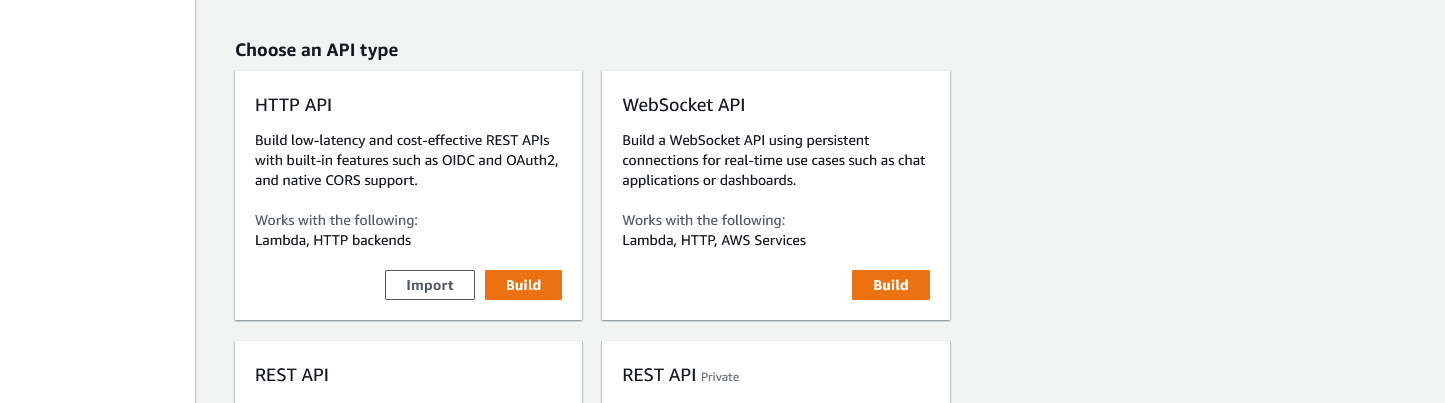 Choose an API type
HTTP API
Build low-latency and cost-effective REST APIs
with built-in features such as OIDC and OAuth2,
and native CORS support.
Works with the following:
Lambda, HTTP backends
Import
Build
WebSocket API
Build a WebSocket API using persistent
connections for real-time use cases such as chat
applications or dashboards.
Works with the following:
Lambda, HTTP, AWS Services
Build
REST API
REST API Private